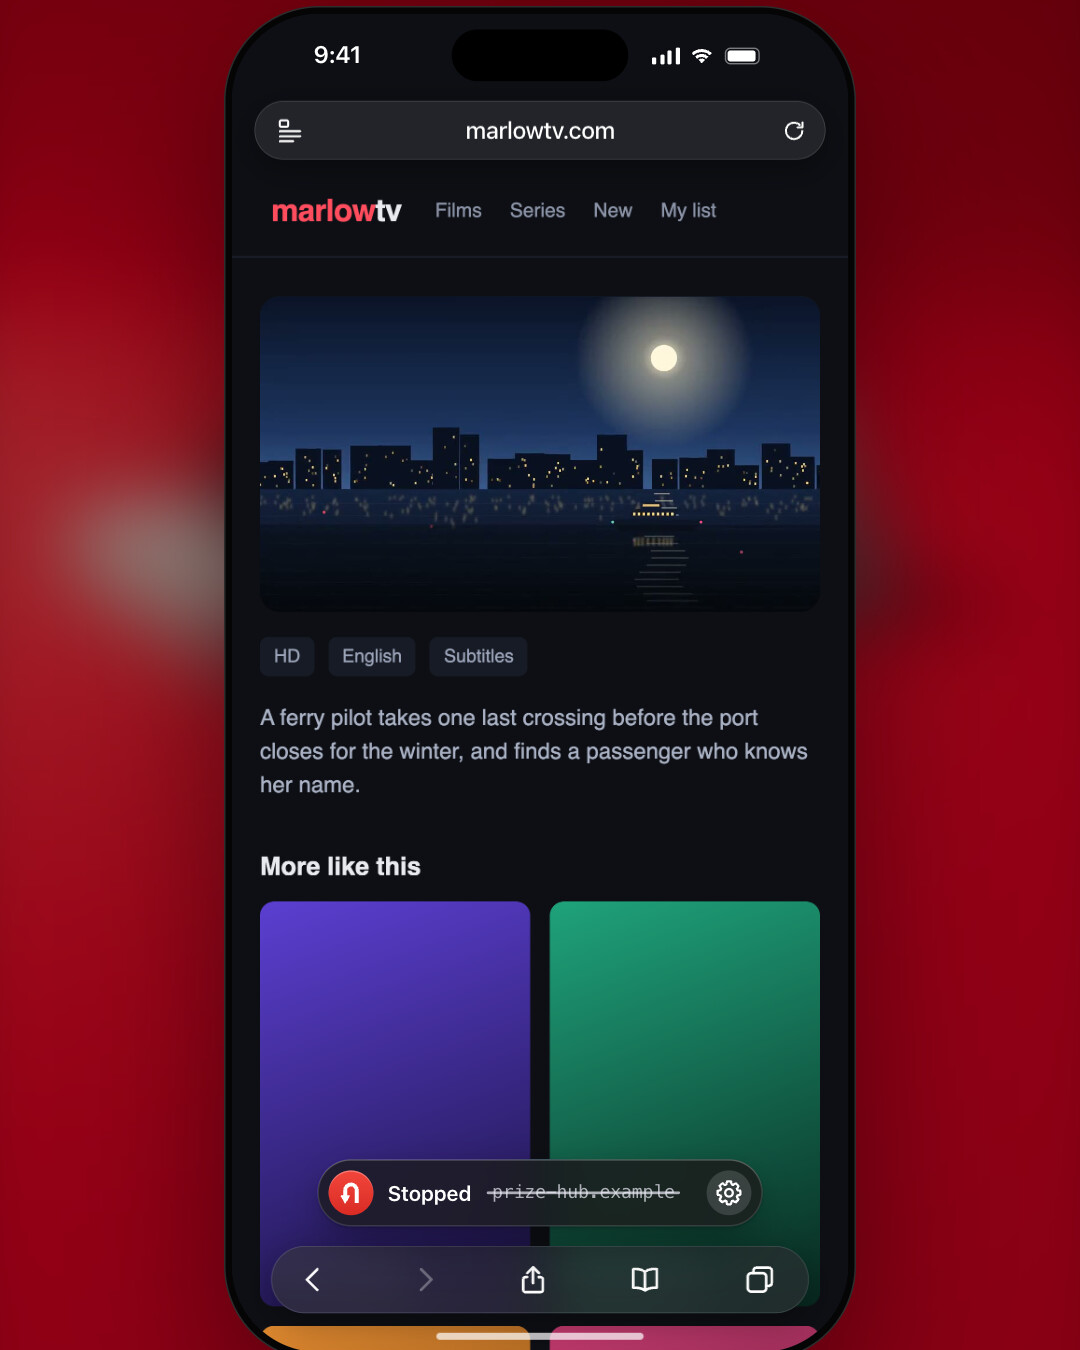 9:41
marlowtv.com
marlowtv Films Series New My list
HD English Subtitles
A ferry pilot takes one last crossing before the port
closes for the winter, and finds a passenger who knows
her name.
More like this
Stopped prize-hub.example